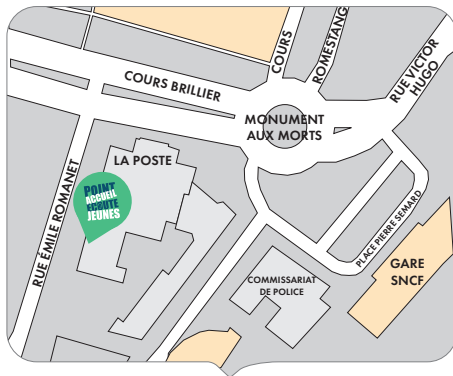 COURS
ROMESTANG
RUE VICTOR
HUGO
COURS BRILLIER
MONUMENT
AUX MORTS
LA POSTE
POINT
ACCUEIL
ECOUTE
JEUNES
RUE ÉMILE ROMANET
PLACE PIERRE SEMARD
GARE
SNCF
COMMISSARIAT
DE POLICE